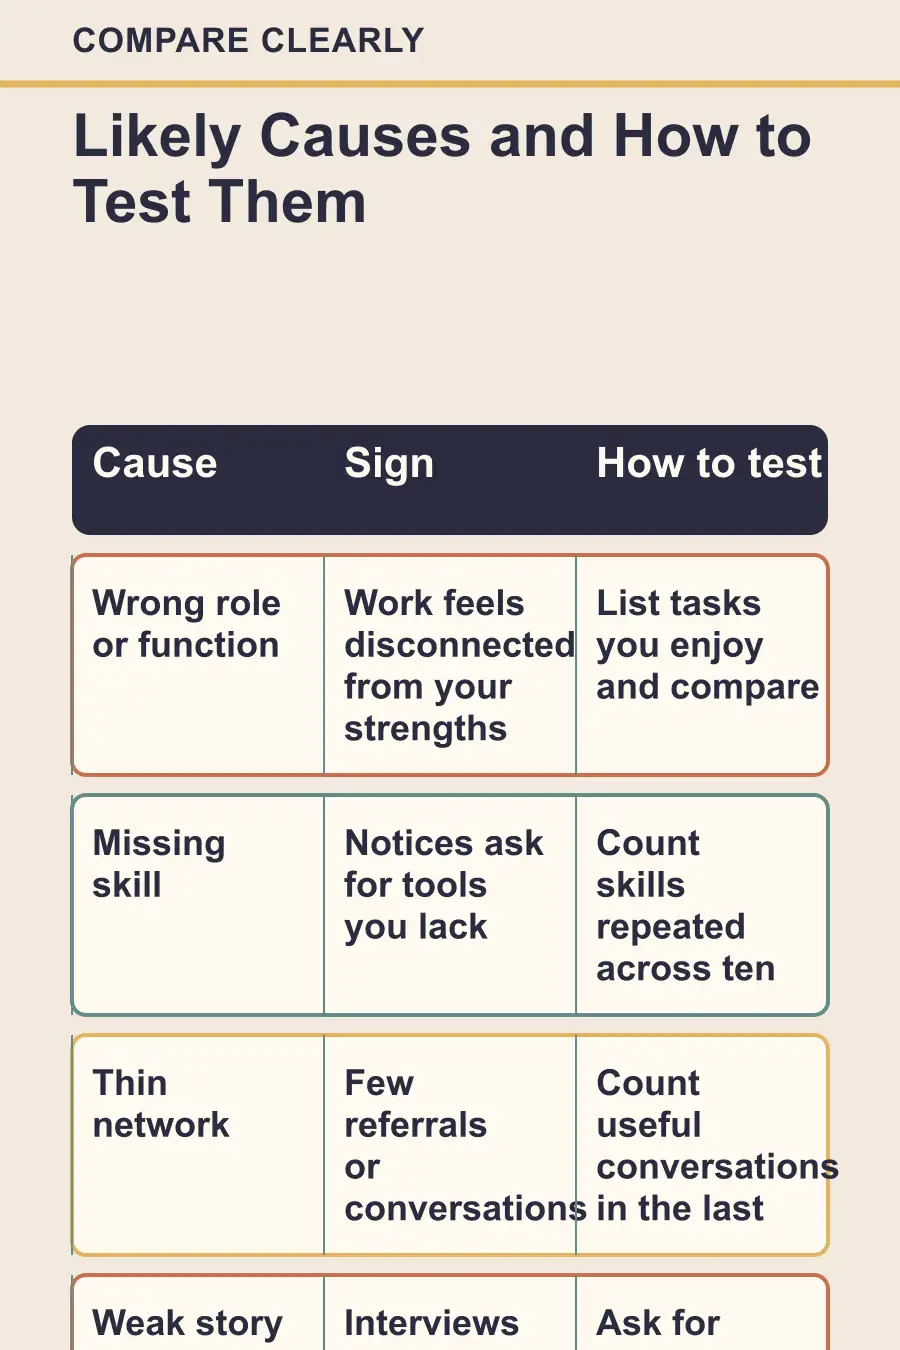 COMPARE CLEARLY
Likely Causes and How to
Test Them
Cause
Sign
How to test
Wrong role
or function
Work feels
disconnected
from your
strengths
List tasks
you enjoy
and compare
Missing
skill
Notices ask
for tools
you lack
Count
skills
repeated
across ten
Thin
network
Few
referrals
or
conversations
Count
useful
conversations
in the last
Weak story
Interviews
Ask for